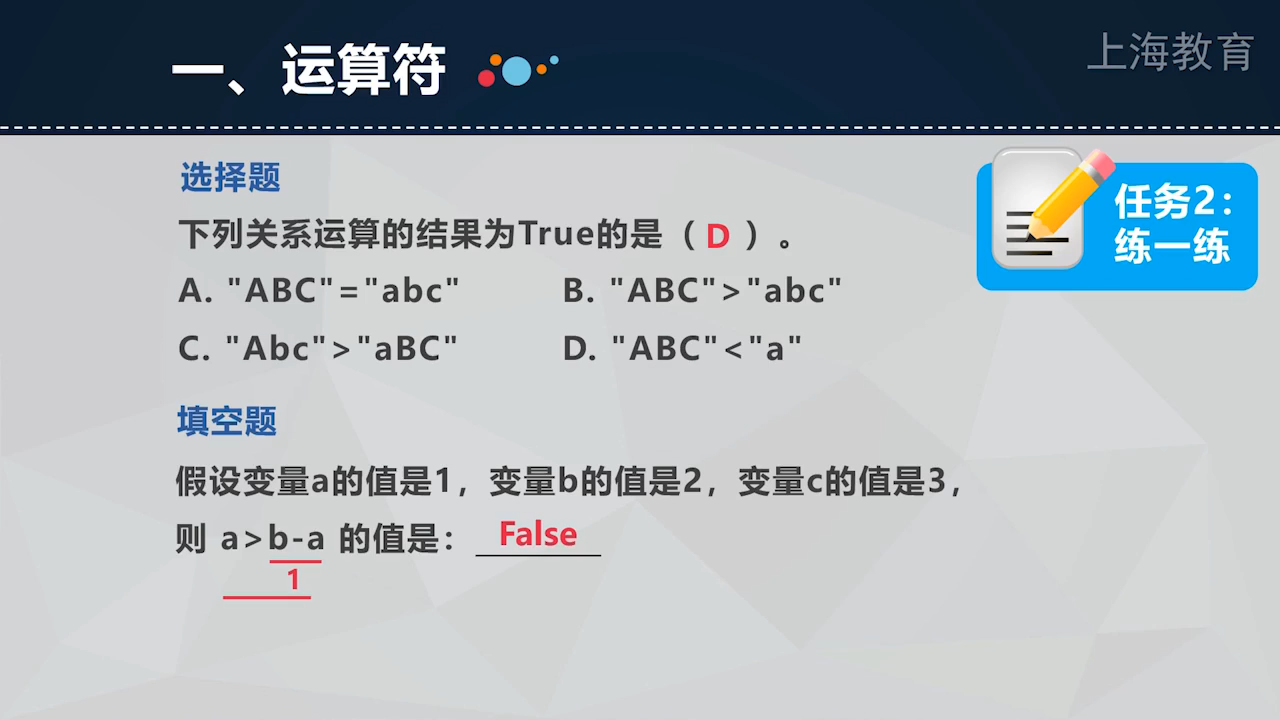 一、运算符
上海教育
任务2：
练一练
选择题
下列关系运算的结果为True的是（ D ）。
A. "ABC"="abc" B. "ABC">"abc"
C. "Abc">"aBC" D. "ABC"<"a"
填空题
假设变量a的值是1，变量b的值是2，变量c的值是3，
则 a>b-a 的值是： False
1